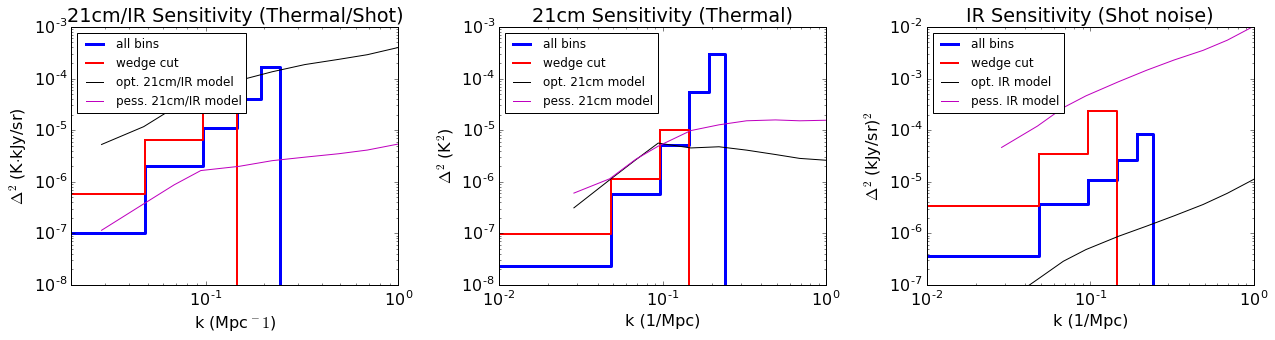 21cm/IR Sensitivity (Thermal/Shot)
10^-3
10^-4
10^-5
10^-6
10^-7
10^-8
Δ^2 (K·kJy/sr)
all bins
wedge cut
opt. 21cm/IR model
pess. 21cm/IR model
10^-1
10^0
k (Mpc^-1)
21cm Sensitivity (Thermal)
10^-3
10^-4
10^-5
10^-6
10^-7
10^-8
Δ^2 (K^2)
all bins
wedge cut
opt. 21cm model
pess. 21cm model
10^-2
10^-1
10^0
k (1/Mpc)
IR Sensitivity (Shot noise)
10^-2
10^-3
10^-4
10^-5
10^-6
10^-7
Δ^2 (kJy/sr)^2
all bins
wedge cut
opt. IR model
pess. IR model
10^-2
10^-1
10^0
k (1/Mpc)